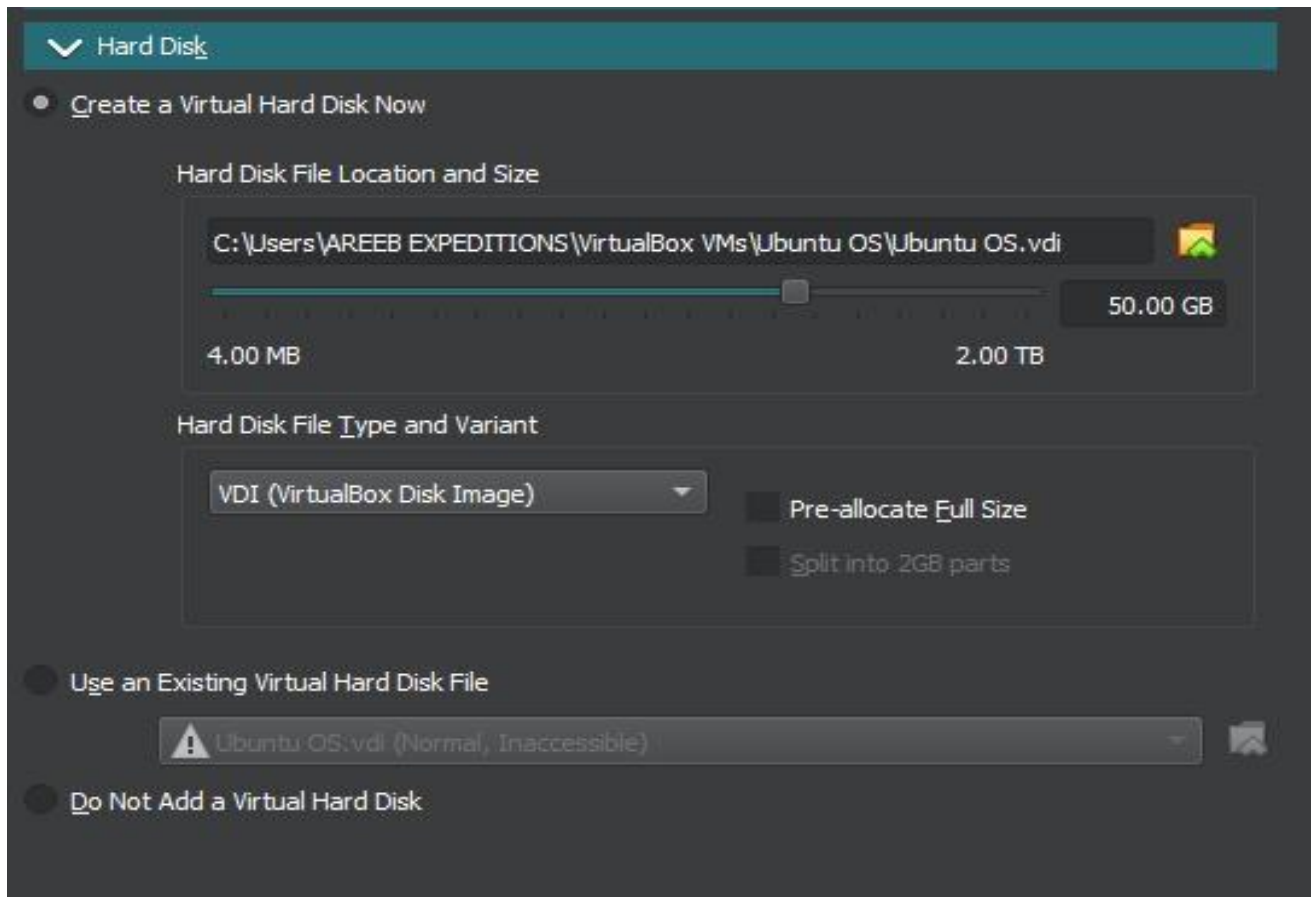 Hard Disk
Create a Virtual Hard Disk Now
Hard Disk File Location and Size
C:\Users\AREEB EXPEDITIONS\VirtualBox VMs\Ubuntu OS\Ubuntu OS.vdi
50.00 GB
4.00 MB 2.00 TB
Hard Disk File Type and Variant
VDI (VirtualBox Disk Image)
Pre-allocate Full Size
Split into 2GB parts
Use an Existing Virtual Hard Disk File
Ubuntu OS.vdi (Normal, Inaccessible)
Do Not Add a Virtual Hard Disk